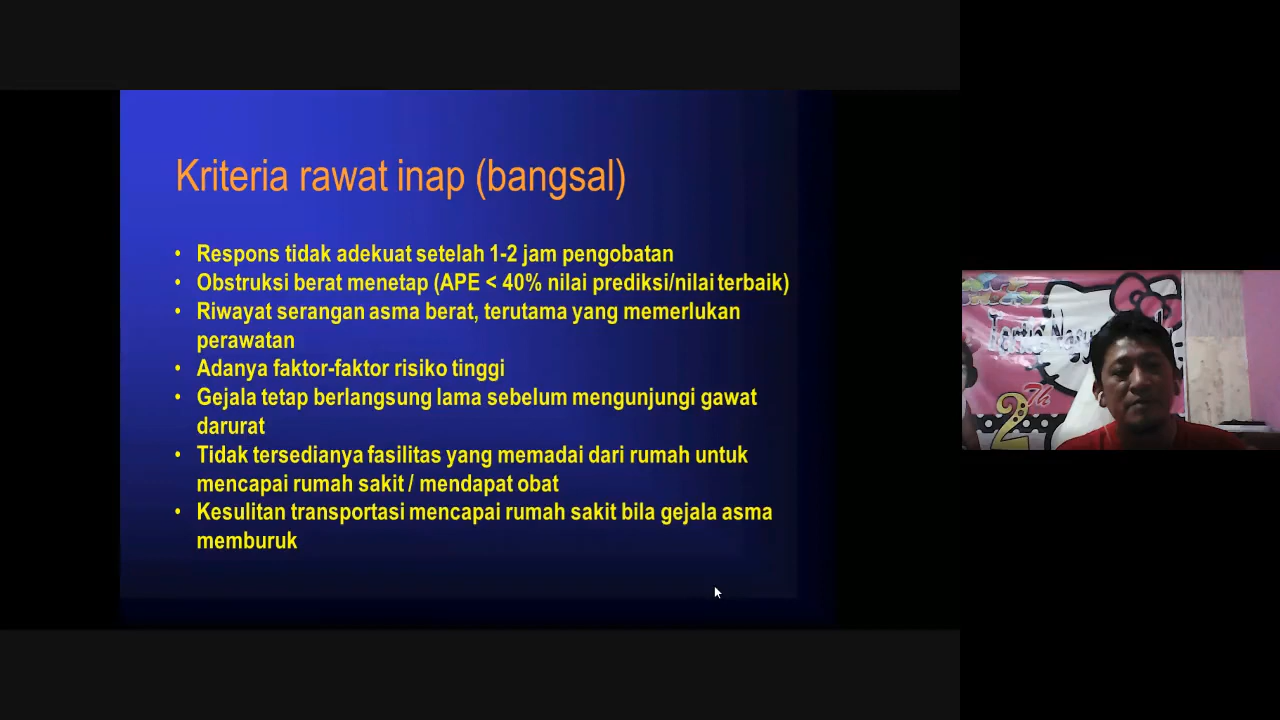 Kriteria rawat inap (bangsal)
• Respons tidak adekuat setelah 1-2 jam pengobatan
• Obstruksi berat menetap (APE < 40% nilai prediksi/nilai terbaik)
• Riwayat serangan asma berat, terutama yang memerlukan
perawatan
• Adanya faktor-faktor risiko tinggi
• Gejala tetap berlangsung lama sebelum mengunjungi gawat
darurat
• Tidak tersedianya fasilitas yang memadai dari rumah untuk
mencapai rumah sakit / mendapat obat
• Kesulitan transportasi mencapai rumah sakit bila gejala asma
memburuk
2Th